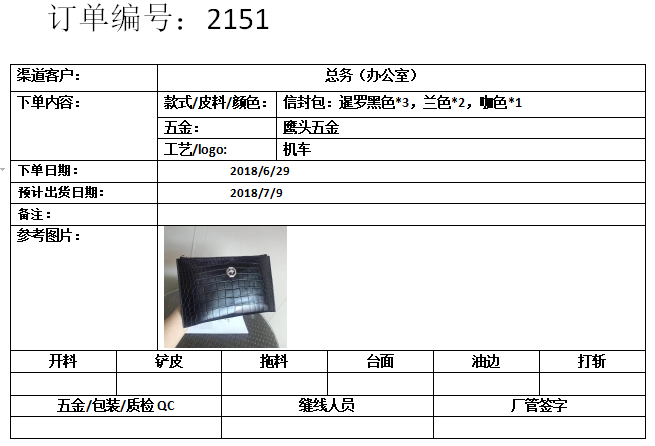 订单编号：2151
渠道客户： 总务（办公室）
下单内容： 款式/皮料/颜色： 信封包：暹罗黑色*3，兰色*2，咖色*1
五金： 鹰头五金
工艺/logo: 机车
下单日期： 2018/6/29
预计出货日期： 2018/7/9
备注：
参考图片：
开料 铲皮 拖料 台面 油边 打斩
五金/包装/质检 QC 缝线人员 厂管签字